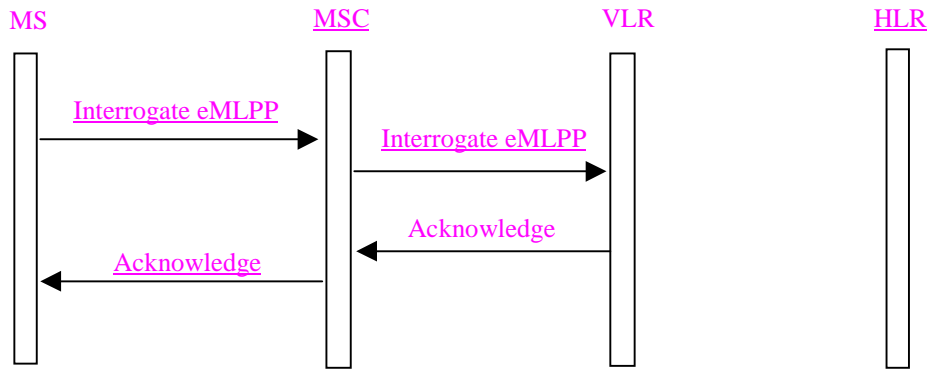 MS MSC VLR HLR
Interrogate eMLPP
Interrogate eMLPP
Acknowledge
Acknowledge